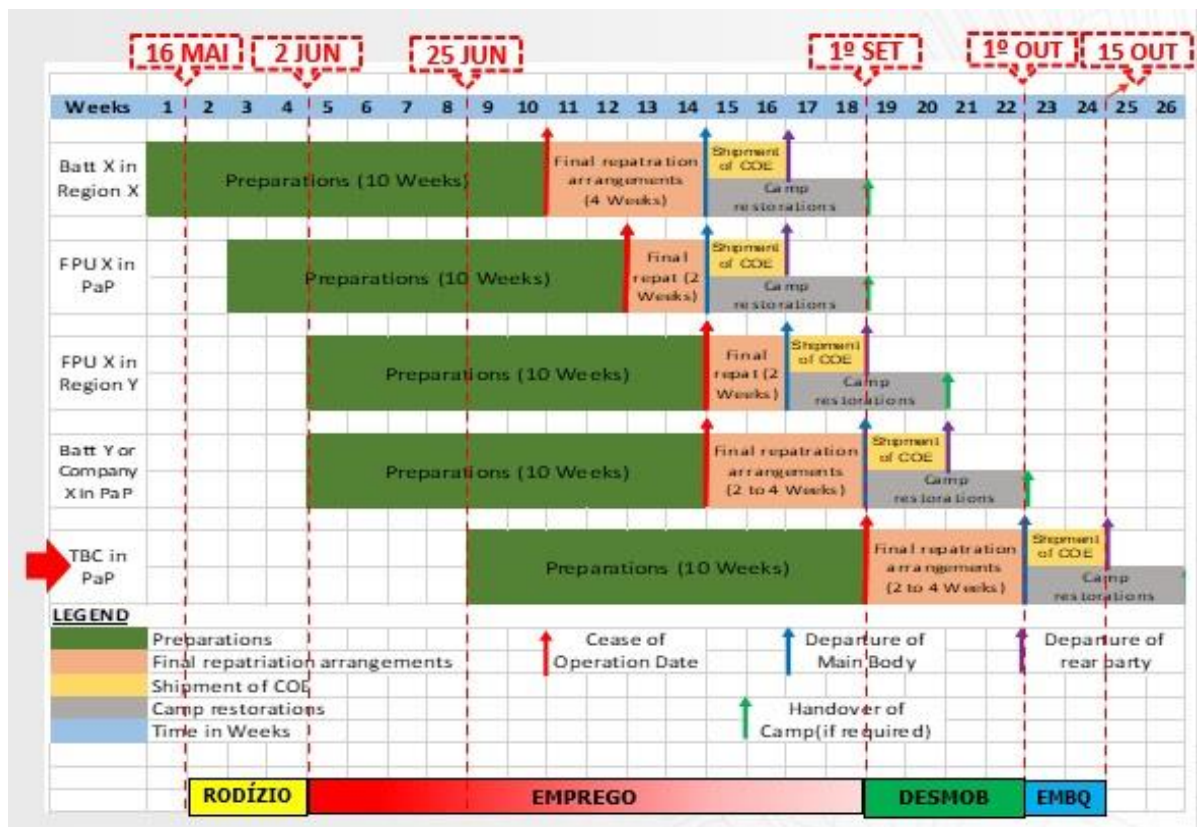 16 MAI 2 JUN 25 JUN 1º SET 1º OUT 15 OUT
Weeks 1 2 3 4 5 6 7 8 9 10 11 12 13 14 15 16 17 18 19 20 21 22 23 24 25 26
Batt X in
Region X
Preparations (10 Weeks)
Final repatration
arrangements
(4 Weeks)
Shipment
of COE
Camp
restorations
FPU X in
PaP
Preparations (10 Weeks)
Final
repat (2
Weeks)
Shipment
of COE
Camp
restorations
FPU X in
Region Y
Preparations (10 Weeks)
Final
repat (2
Weeks)
Shipment
of COE
Camp
restorations
Batt Y or
Company
X in PaP
Preparations (10 Weeks)
Final repatration
arrangements
(2 to 4 Weeks)
Shipment
of COE
Camp
restorations
TBC in
PaP
Preparations (10 Weeks)
Final repatration
arrangements
(2 to 4 Weeks)
Shipment
of COE
Camp
restorations
LEGEND
Preparations
Final repatriation arrangements
Shipment of COE
Camp restorations
Time in Weeks
Cease of
Operation Date
Departure of
Main Body
Departure of
rear party
Handover of
Camp(if required)
RODÍZIO EMPREGO DESMOB EMBQ